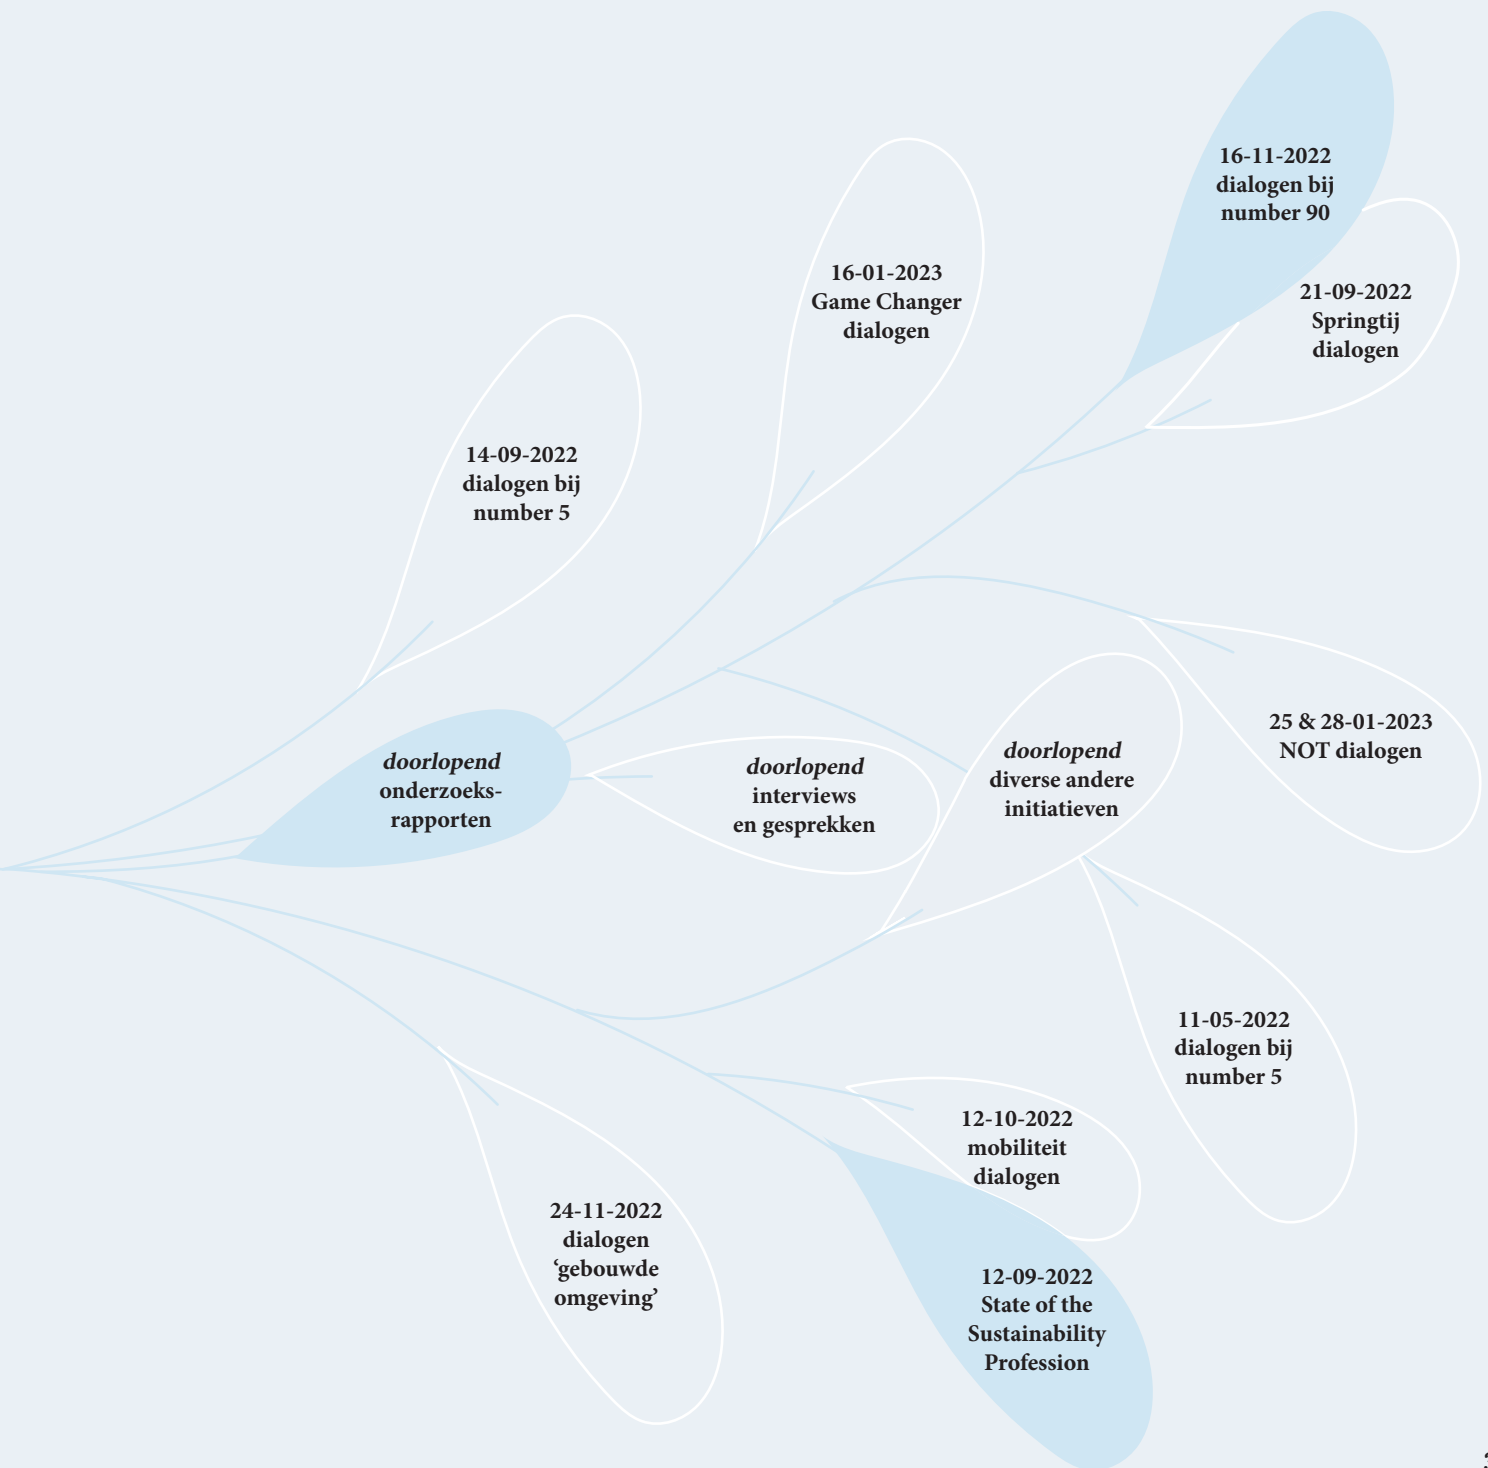 16-11-2022
dialogen bij
number 90
16-01-2023
Game Changer
dialogen
21-09-2022
Springtij
dialogen
14-09-2022
dialogen bij
number 5
25 & 28-01-2023
NOT dialogen
doorlopend
onderzoeks-
rapporten
doorlopend
interviews
en gesprekken
doorlopend
diverse andere
initiatieven
11-05-2022
dialogen bij
number 5
12-10-2022
mobiliteit
dialogen
24-11-2022
dialogen
‘gebouwde
omgeving’
12-09-2022
State of the
Sustainability
Profession